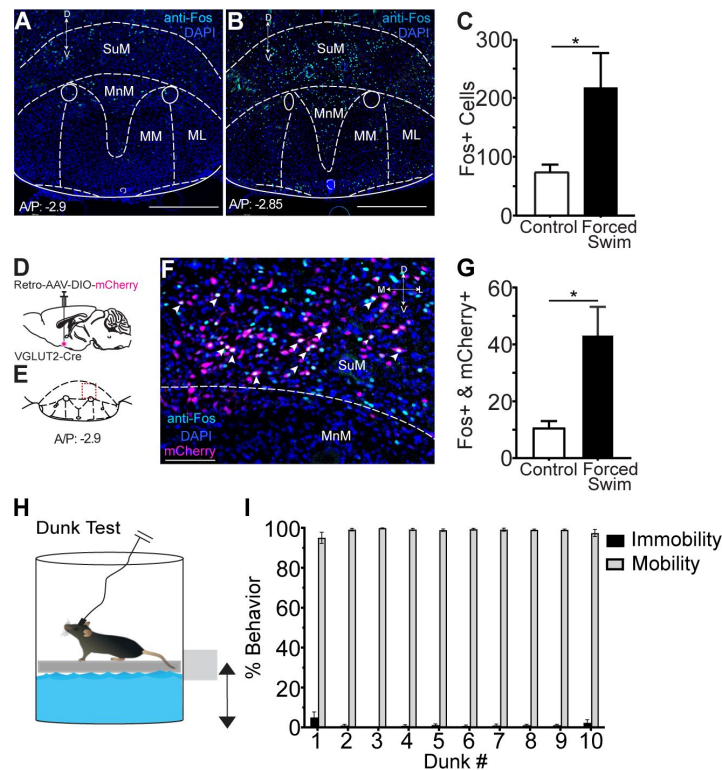 A
D
V
anti-Fos
DAPI
SuM
MnM
MM
ML
A/P: -2.9
B
D
V
anti-Fos
DAPI
SuM
MnM
MM
ML
A/P: -2.85
C
Fos+ Cells
300
200
100
0
*
Control
Forced
Swim
D
Retro-AAV-DIO-mCherry
VGLUT2-Cre
E
A/P: -2.9
F
D
M
L
V
SuM
anti-Fos
DAPI
mCherry
MnM
G
Fos+ & mCherry+
60
40
20
0
*
Control
Forced
Swim
H
Dunk Test
I
% Behavior
100
80
60
40
20
0
1 2 3 4 5 6 7 8 9 10
Dunk #
Immobility
Mobility